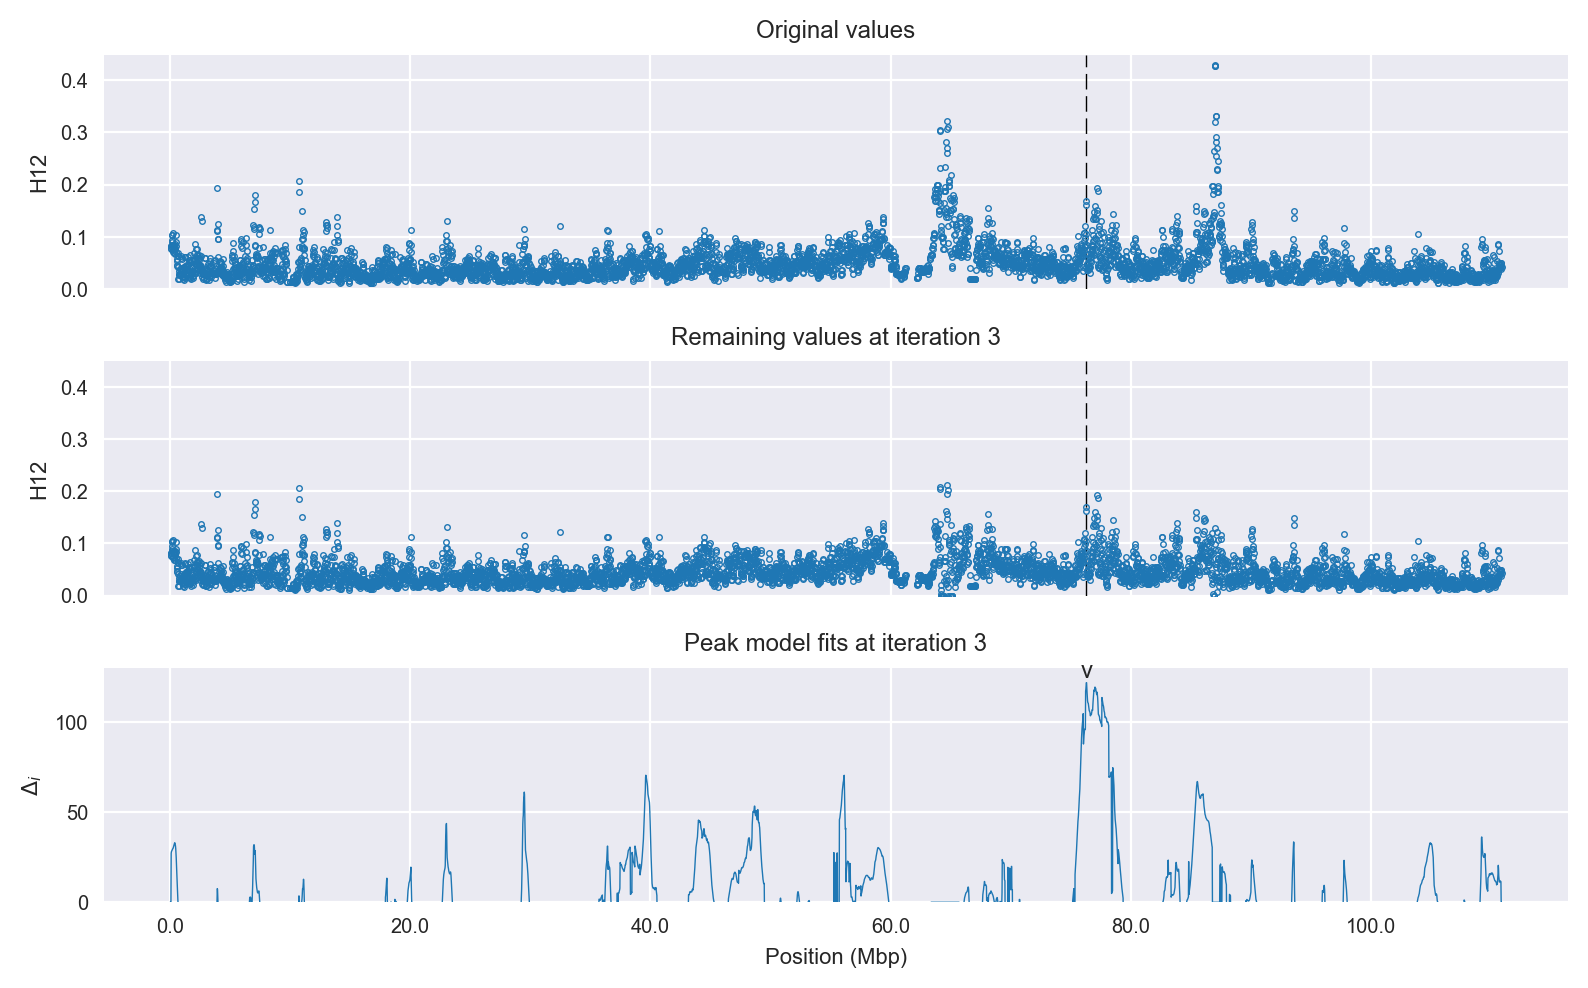 Original values
0.4
0.3
0.2
0.1
0.0
H12
Remaining values at iteration 3
0.4
0.3
0.2
0.1
0.0
H12
Peak model fits at iteration 3
v
100
50
0
Δi
0.0 20.0 40.0 60.0 80.0 100.0
Position (Mbp)